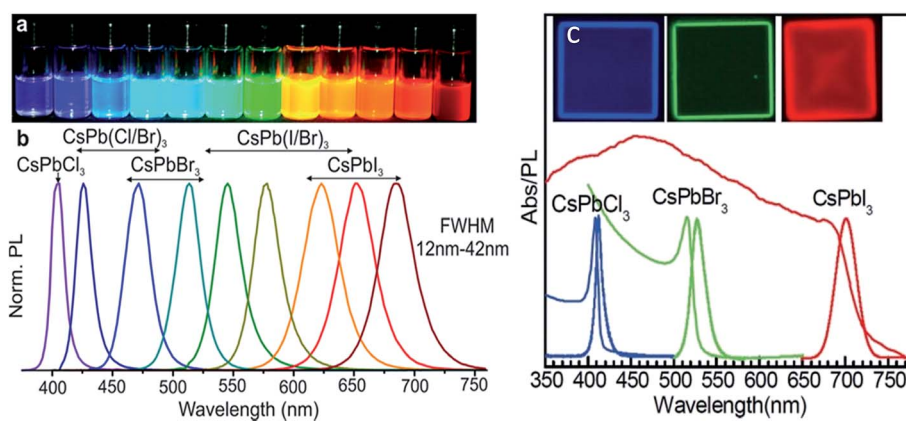 a
CsPb(Cl/Br)₃
CsPb(I/Br)₃
b
CsPbCl₃
CsPbBr₃
CsPbI₃
FWHM
12nm-42nm
Norm. PL
400 450 500 550 600 650 700 750
Wavelength (nm)
C
Abs/PL
CsPbCl₃
CsPbBr₃
CsPbI₃
350 400 450 500 550 600 650 700 750
Wavelength(nm)